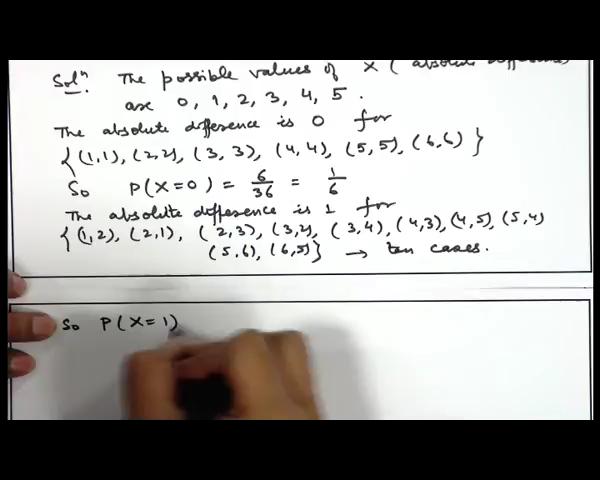 Solⁿ. The possible values of X ( absolute difference)
are 0, 1, 2, 3, 4, 5 .
The absolute difference is 0 for
{ (1,1), (2,2), (3, 3), (4, 4), (5, 5), (6,6) }
So P(X=0) = 6/36 = 1/6
The absolute difference is 1 for
{ (1,2), (2,1), (2,3), (3,2), (3,4), (4,3), (4,5), (5,4)
(5,6), (6,5) } → ten cases.
So P(X=1)